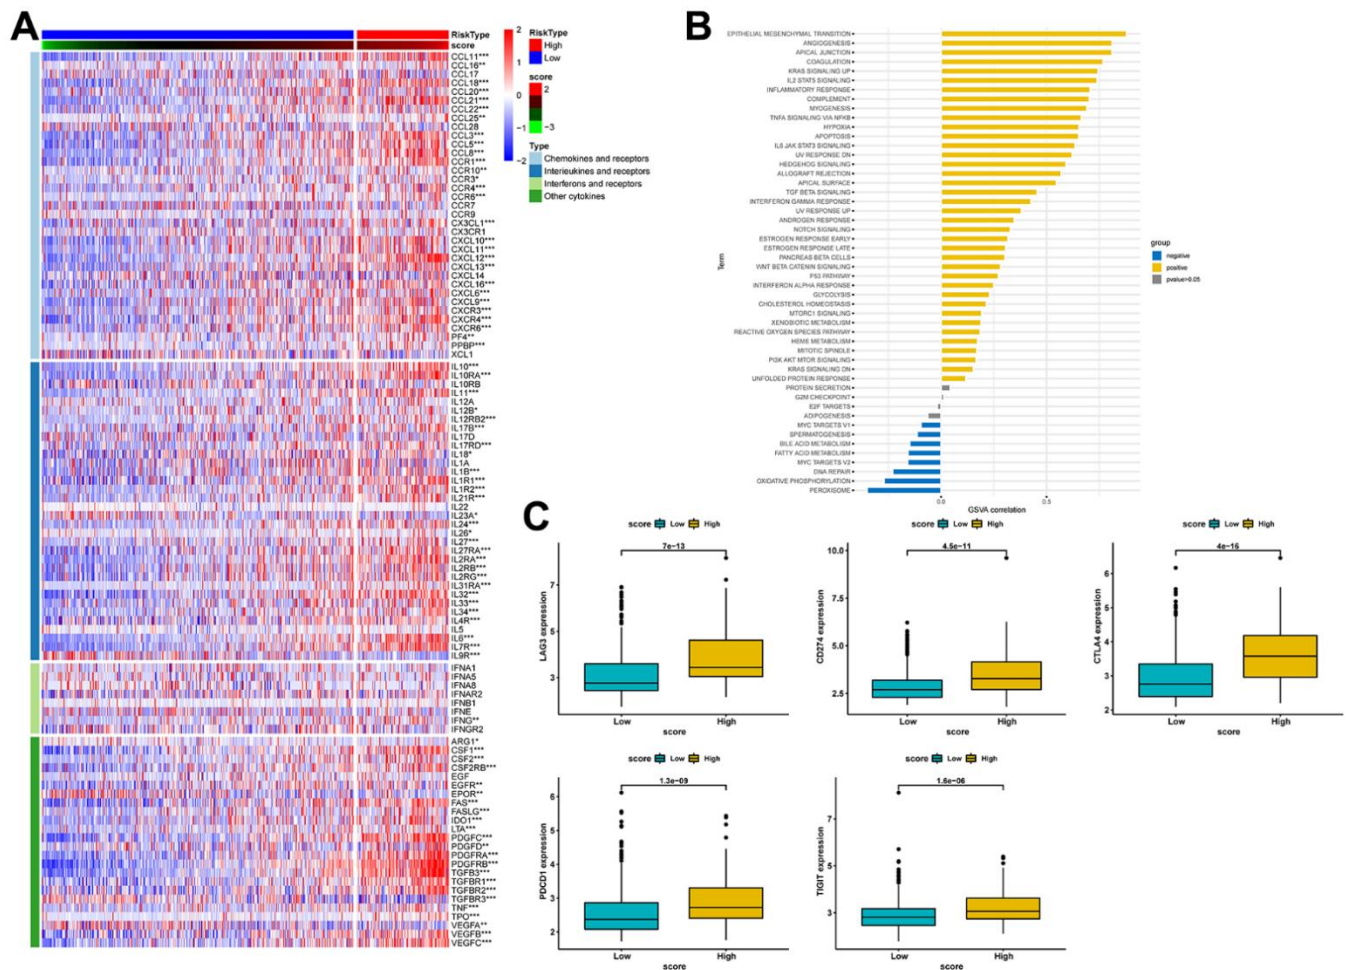 A
RiskType
score
CCL11***
CCL16**
CCL17
CCL18***
CCL20***
CCL21***
CCL22***
CCL25**
CCL28
CCL3***
CCL5***
CCL8***
CCR1***
CCR10**
CCR3*
CCR4***
CCR6***
CCR7
CCR9
CX3CL1***
CX3CR1
CXCL10***
CXCL11***
CXCL12***
CXCL13***
CXCL14
CXCL16***
CXCL6***
CXCL9***
CXCR3***
CXCR4***
CXCR6***
PF4**
PPBP***
XCL1
IL10***
IL10RA***
IL10RB
IL11***
IL12A
IL12B*
IL12RB2***
IL17B***
IL17D
IL17RD***
IL18*
IL1A
IL1B***
IL1R1***
IL1R2***
IL21R***
IL22
IL23A*
IL24***
IL26*
IL27***
IL27RA***
IL2RA***
IL2RB***
IL2RG***
IL31RA***
IL32***
IL33***
IL34***
IL4R***
IL5
IL6***
IL7R***
IL9R***
IFNA1
IFNA5
IFNA8
IFNAR2
IFNB1
IFNE
IFNG**
IFNGR2
ARG1*
CSF1***
CSF2***
CSF2RB***
EGF
EGFR**
EPOR**
FAS***
FASLG***
IDO1***
LTA***
PDGFC***
PDGFD**
PDGFRA***
PDGFRB***
TGFB3***
TGFBR1***
TGFBR2***
TGFBR3***
TNF***
TPO***
VEGFA**
VEGFB***
VEGFC***
2
1
0
−1
−2
RiskType
High
Low
score
2
−3
Type
Chemokines and receptors
Interieukines and receptors
Interferons and receptors
Other cytokines
B
EPITHELIAL MESENCHYMAL TRANSITION
ANGIOGENESIS
APICAL JUNCTION
COAGULATION
KRAS SIGNALING UP
IL2 STAT5 SIGNALING
INFLAMMATORY RESPONSE
COMPLEMENT
MYOGENESIS
TNFA SIGNALING VIA NFKB
HYPOXIA
APOPTOSIS
IL6 JAK STAT3 SIGNALING
UV RESPONSE DN
HEDGEHOG SIGNALING
ALLOGRAFT REJECTION
APICAL SURFACE
TGF BETA SIGNALING
INTERFERON GAMMA RESPONSE
UV RESPONSE UP
ANDROGEN RESPONSE
NOTCH SIGNALING
ESTROGEN RESPONSE EARLY
ESTROGEN RESPONSE LATE
PANCREAS BETA CELLS
WNT BETA CATENIN SIGNALING
P53 PATHWAY
INTERFERON ALPHA RESPONSE
GLYCOLYSIS
CHOLESTEROL HOMEOSTASIS
MTORC1 SIGNALING
XENOBIOTIC METABOLISM
REACTIVE OXYGEN SPECIES PATHWAY
HEME METABOLISM
MITOTIC SPINDLE
PI3K AKT MTOR SIGNALING
KRAS SIGNALING DN
UNFOLDED PROTEIN RESPONSE
PROTEIN SECRETION
G2M CHECKPOINT
E2F TARGETS
ADIPOGENESIS
MYC TARGETS V1
SPERMATOGENESIS
BILE ACID METABOLISM
FATTY ACID METABOLISM
MYC TARGETS V2
DNA REPAIR
OXIDATIVE PHOSPHORYLATION
PEROXISOME
Term
0.0 0.5
GSVA correlation
group
negative
positive
pvalue>0.05
C
score Low High
7e−13
LAG3 expression
7
5
3
Low High
score
score Low High
4.5e−11
CD274 expression
10.0
7.5
5.0
2.5
Low High
score
score Low High
4e−16
CTLA4 expression
6
5
4
3
2
Low High
score
score Low High
1.3e−09
PDCD1 expression
6
5
4
3
2
Low High
score
score Low High
1.6e−06
TIGIT expression
7
5
3
Low High
score